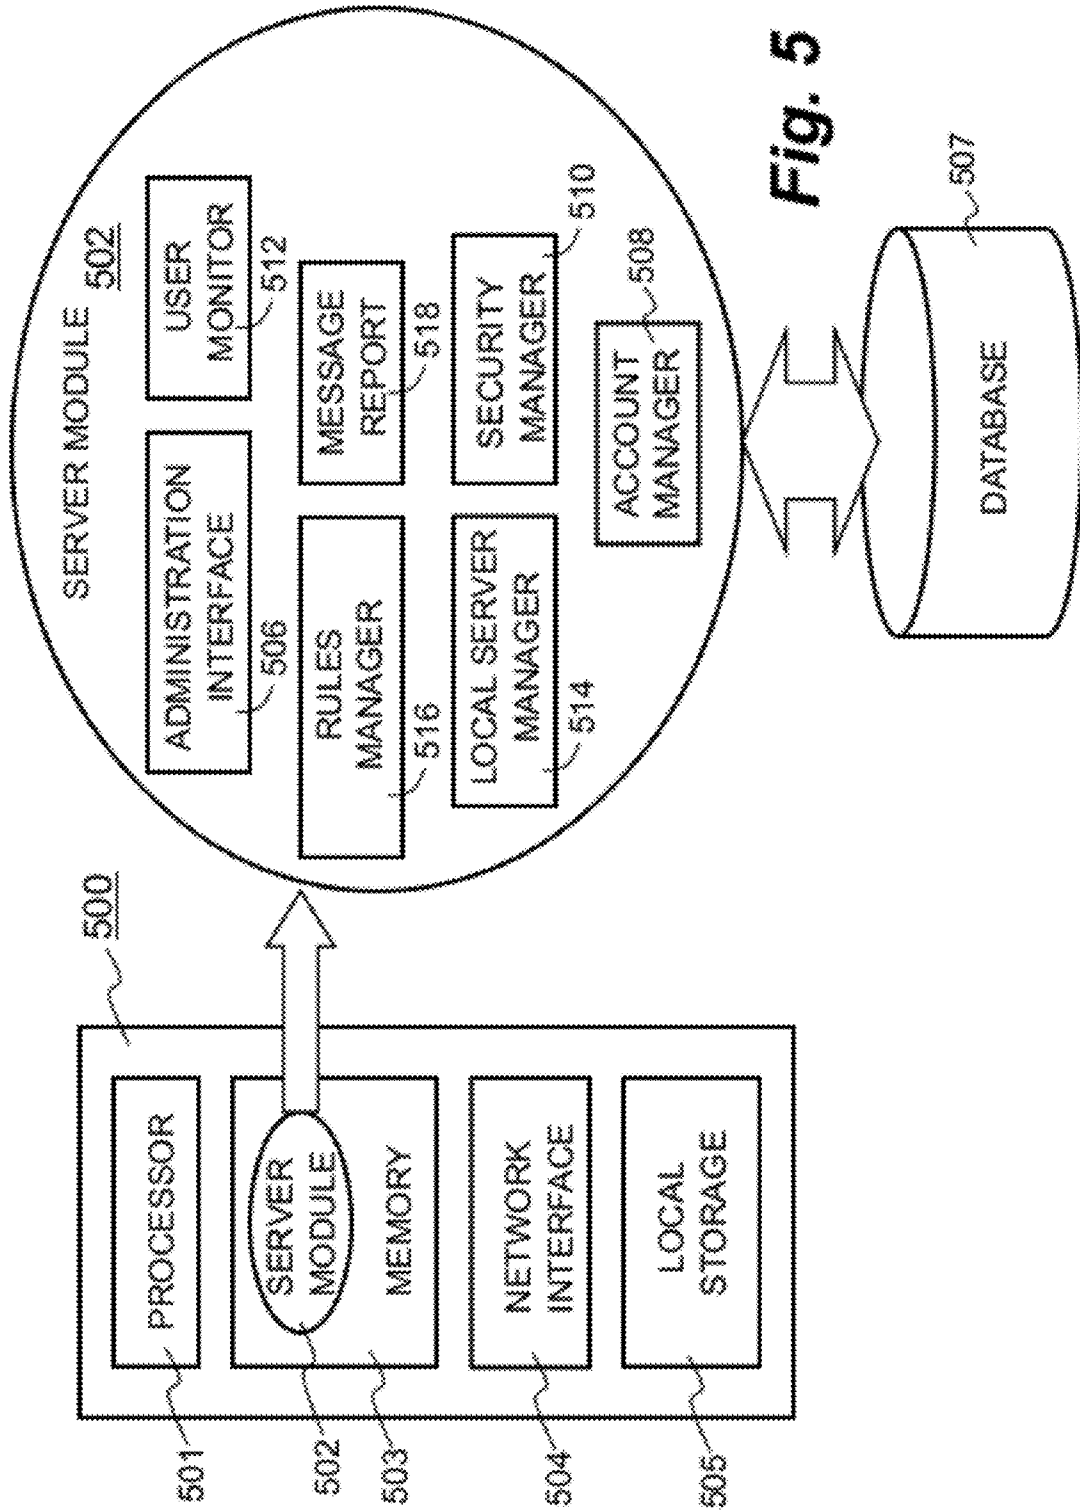 500
501
PROCESSOR
502
SERVER
MODULE
503
MEMORY
504
NETWORK
INTERFACE
505
LOCAL
STORAGE
SERVER MODULE 502
ADMINISTRATION
INTERFACE
506
USER
MONITOR
512
RULES
MANAGER
516
MESSAGE
REPORT
518
LOCAL SERVER
MANAGER
514
SECURITY
MANAGER
510
ACCOUNT
MANAGER
508
DATABASE
507
Fig. 5